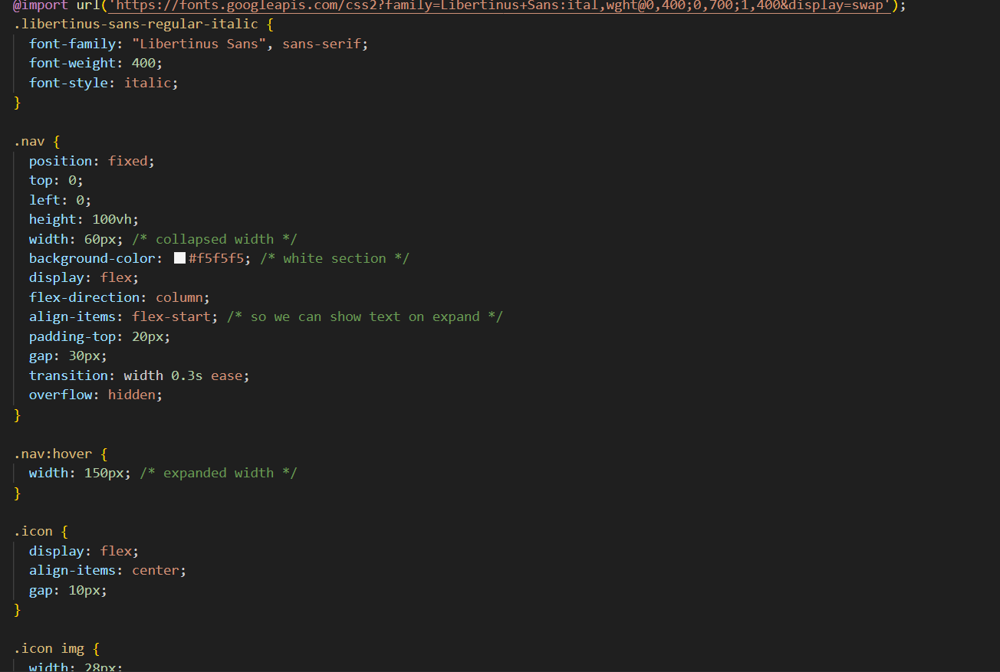 @import url('https://fonts.googleapis.com/css2?family=Libertinus+Sans:ital,wght@0,400;0,700;1,400&display=swap');
.libertinus-sans-regular-italic {
  font-family: "Libertinus Sans", sans-serif;
  font-weight: 400;
  font-style: italic;
}

.nav {
  position: fixed;
  top: 0;
  left: 0;
  height: 100vh;
  width: 60px; /* collapsed width */
  background-color: #f5f5f5; /* white section */
  display: flex;
  flex-direction: column;
  align-items: flex-start; /* so we can show text on expand */
  padding-top: 20px;
  gap: 30px;
  transition: width 0.3s ease;
  overflow: hidden;
}

.nav:hover {
  width: 150px; /* expanded width */
}

.icon {
  display: flex;
  align-items: center;
  gap: 10px;
}

.icon img {
  width: 28px;